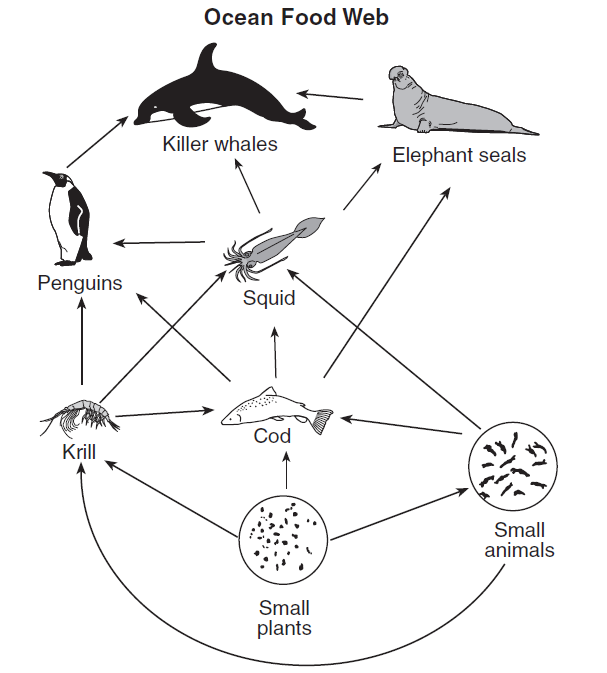 Ocean Food Web
Killer whales
Elephant seals
Penguins
Squid
Krill
Cod
Small
animals
Small
plants